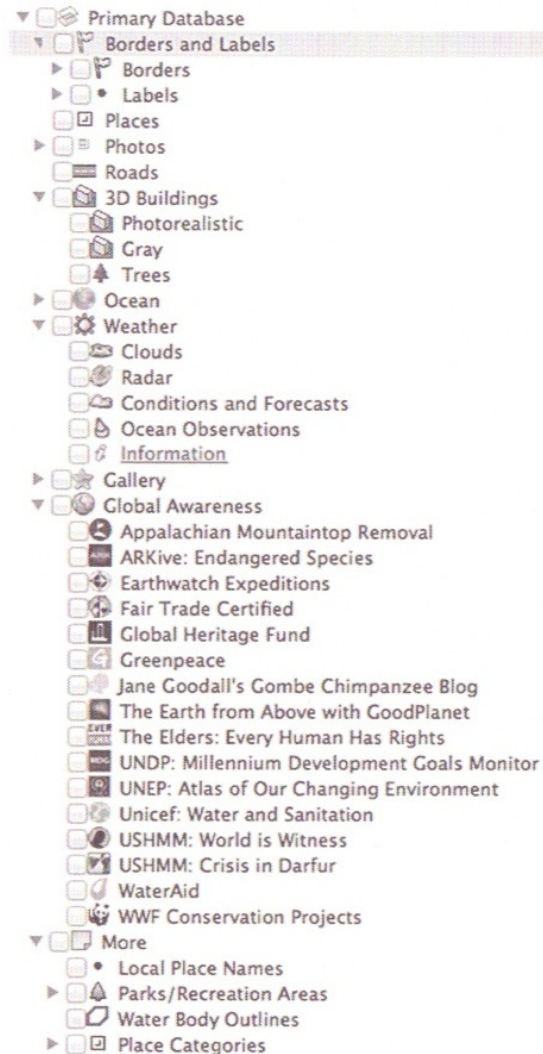 Primary Database
Borders and Labels
Borders
Labels
Places
Photos
Roads
3D Buildings
Photorealistic
Gray
Trees
Ocean
Weather
Clouds
Radar
Conditions and Forecasts
Ocean Observations
Information
Gallery
Global Awareness
Appalachian Mountaintop Removal
ARKive: Endangered Species
Earthwatch Expeditions
Fair Trade Certified
Global Heritage Fund
Greenpeace
Jane Goodall's Gombe Chimpanzee Blog
The Earth from Above with GoodPlanet
The Elders: Every Human Has Rights
UNDP: Millennium Development Goals Monitor
UNEP: Atlas of Our Changing Environment
Unicef: Water and Sanitation
USHMM: World is Witness
USHMM: Crisis in Darfur
WaterAid
WWF Conservation Projects
More
Local Place Names
Parks/Recreation Areas
Water Body Outlines
Place Categories